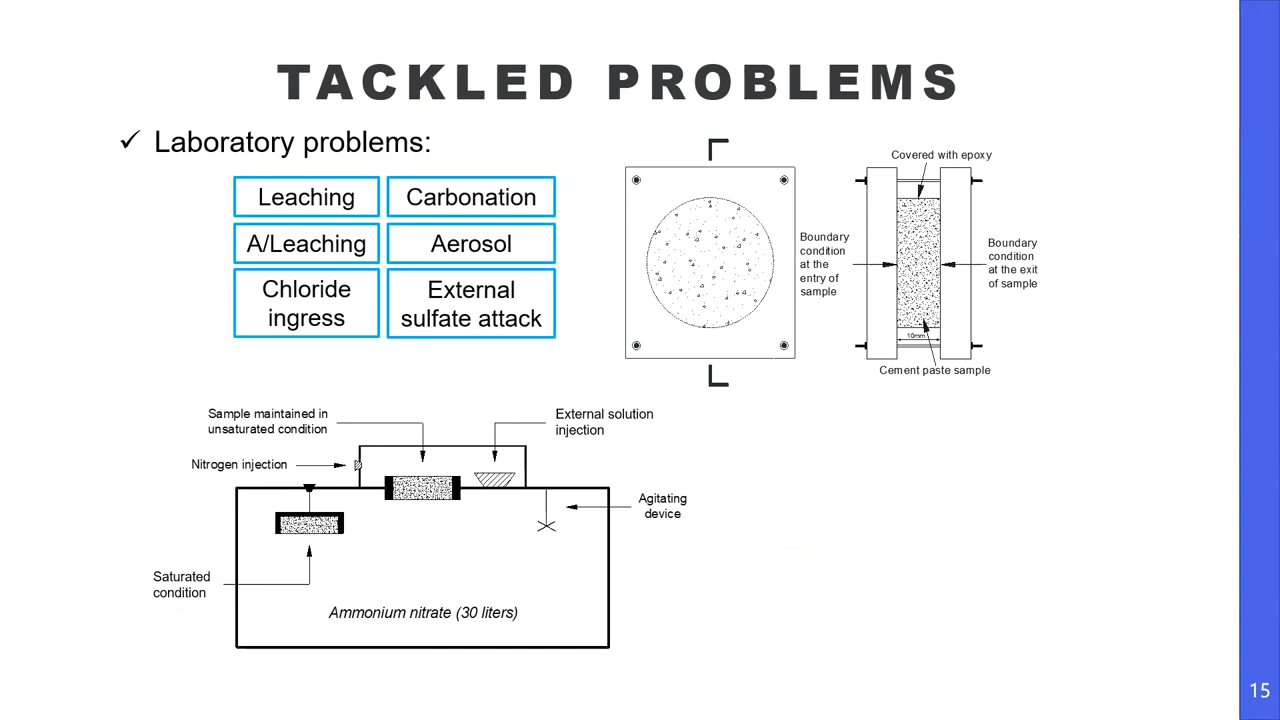 TACKLED PROBLEMS
✓ Laboratory problems:
Leaching
Carbonation
A/Leaching
Aerosol
Chloride
ingress
External
sulfate attack
Covered with epoxy
Boundary
condition
at the
entry of
sample
Boundary
condition
at the exit
of sample
10mm
Cement paste sample
Sample maintained in
unsaturated condition
External solution
injection
Nitrogen injection
Agitating
device
Saturated
condition
Ammonium nitrate (30 liters)
15